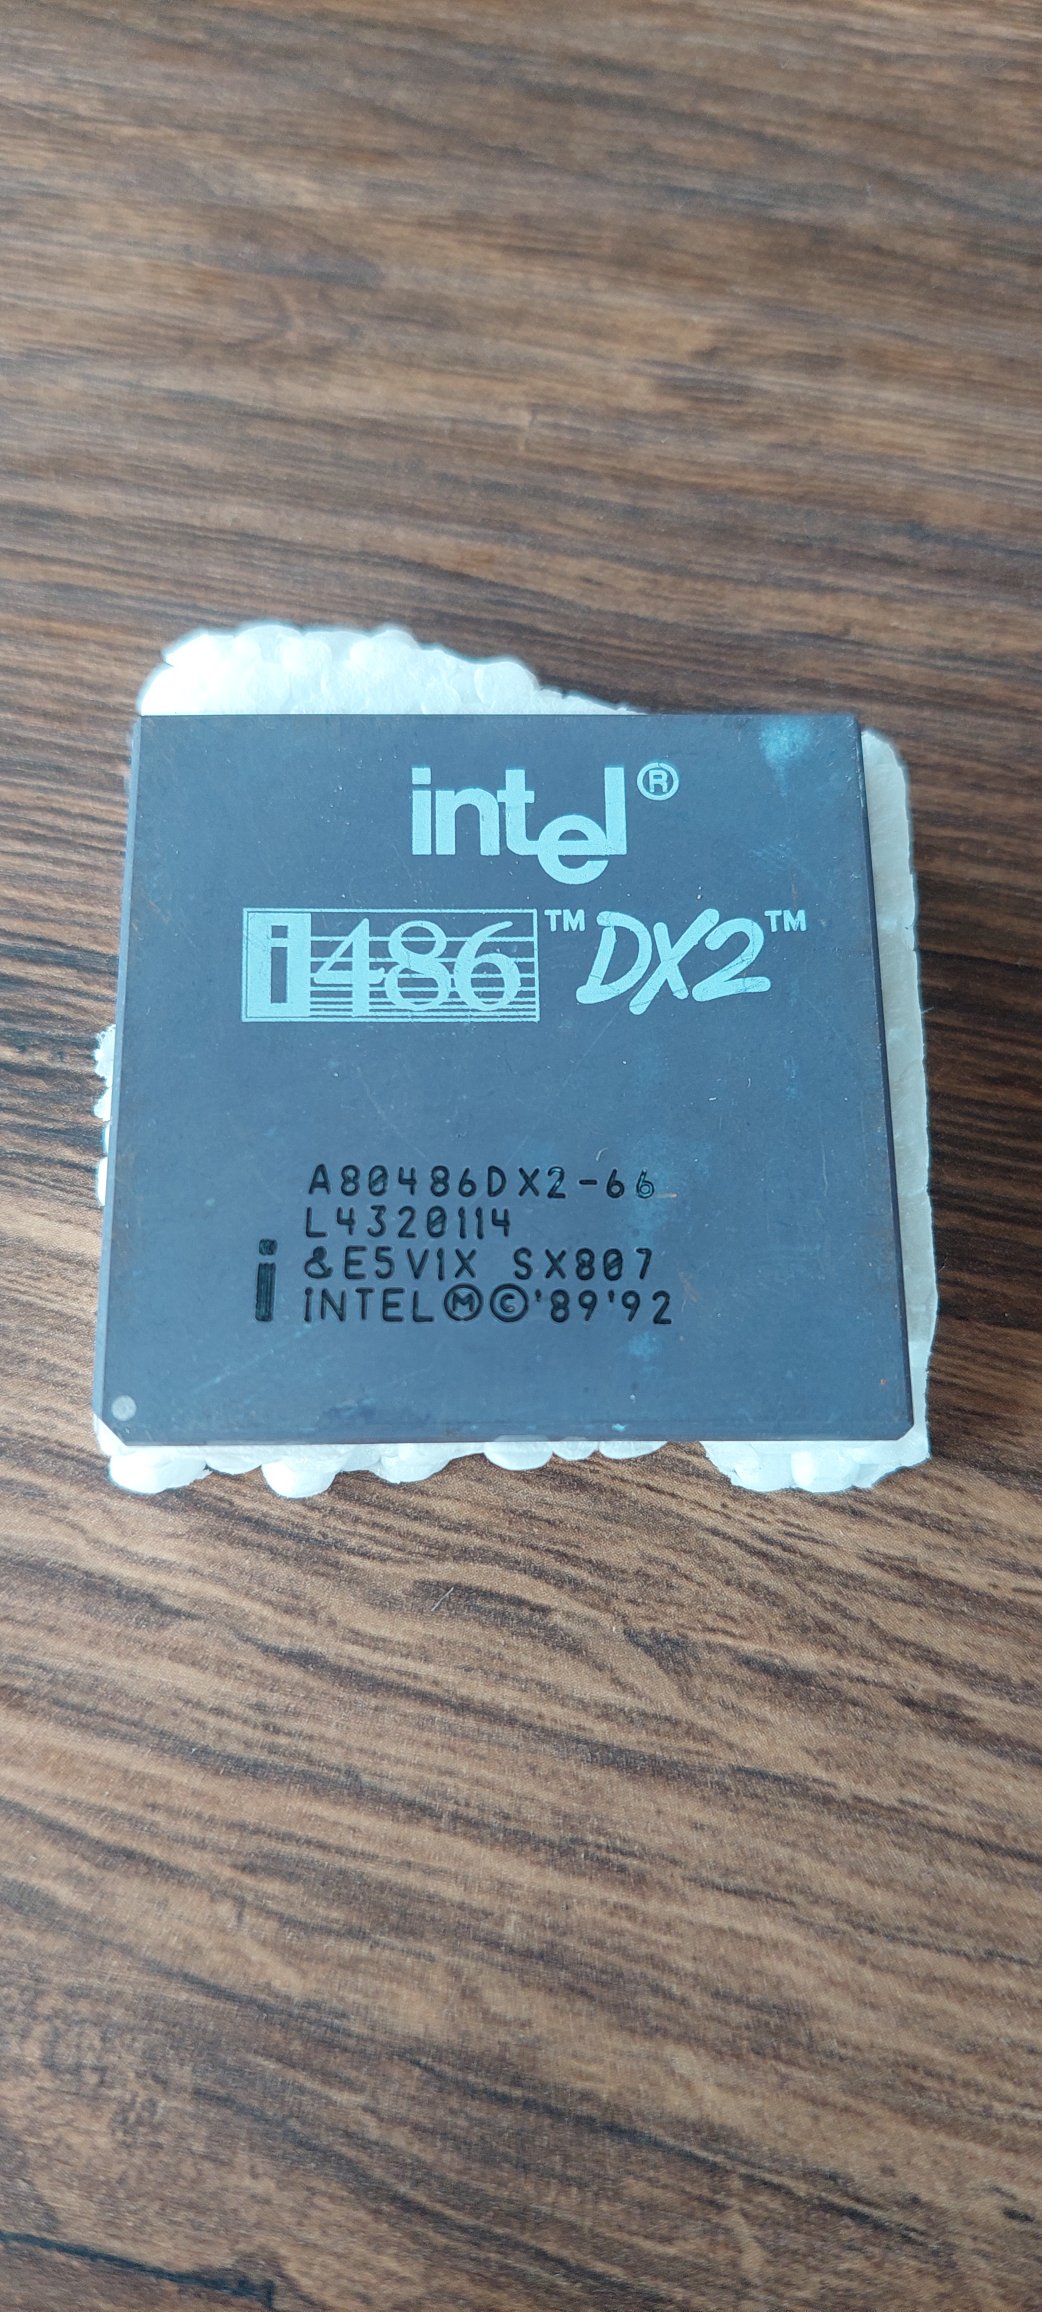 intel®
i486™ DX2™
A80486DX2-66
L4320114
&E5V1X SX807
i INTEL Ⓜ©'89'92